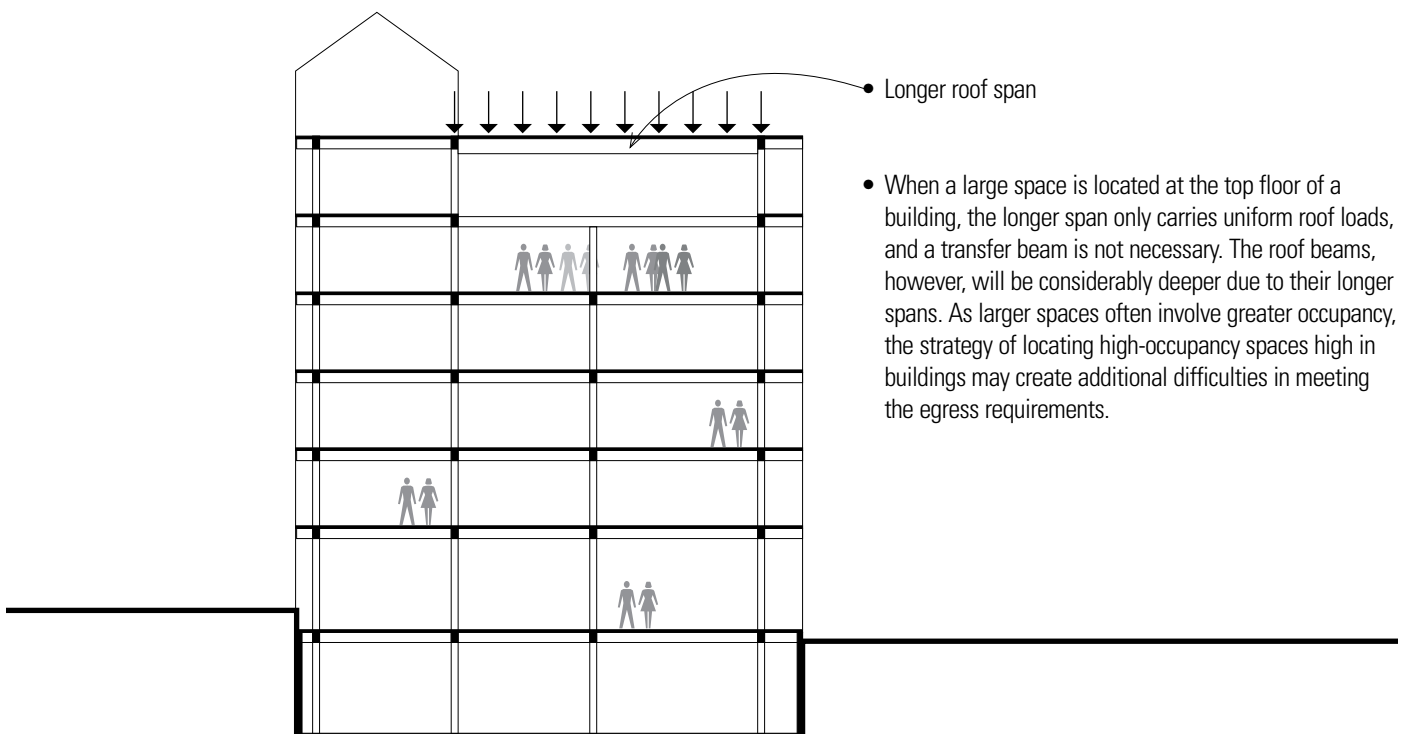 • Longer roof span
• When a large space is located at the top floor of a
building, the longer span only carries uniform roof loads,
and a transfer beam is not necessary. The roof beams,
however, will be considerably deeper due to their longer
spans. As larger spaces often involve greater occupancy,
the strategy of locating high-occupancy spaces high in
buildings may create additional difficulties in meeting
the egress requirements.